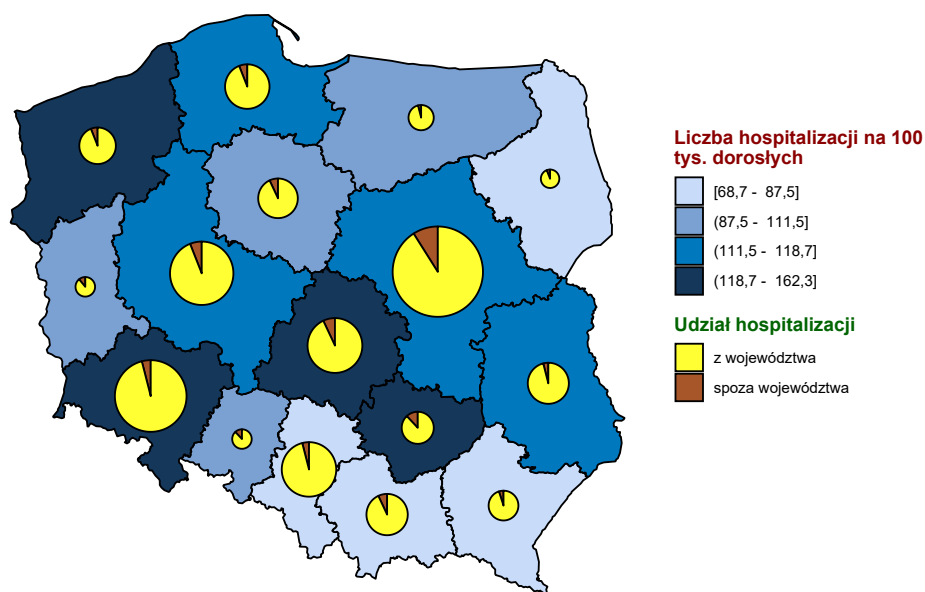 Liczba hospitalizacji na 100
tys. dorosłych
[68,7 - 87,5]
(87,5 - 111,5]
(111,5 - 118,7]
(118,7 - 162,3]
Udział hospitalizacji
z województwa
spoza województwa